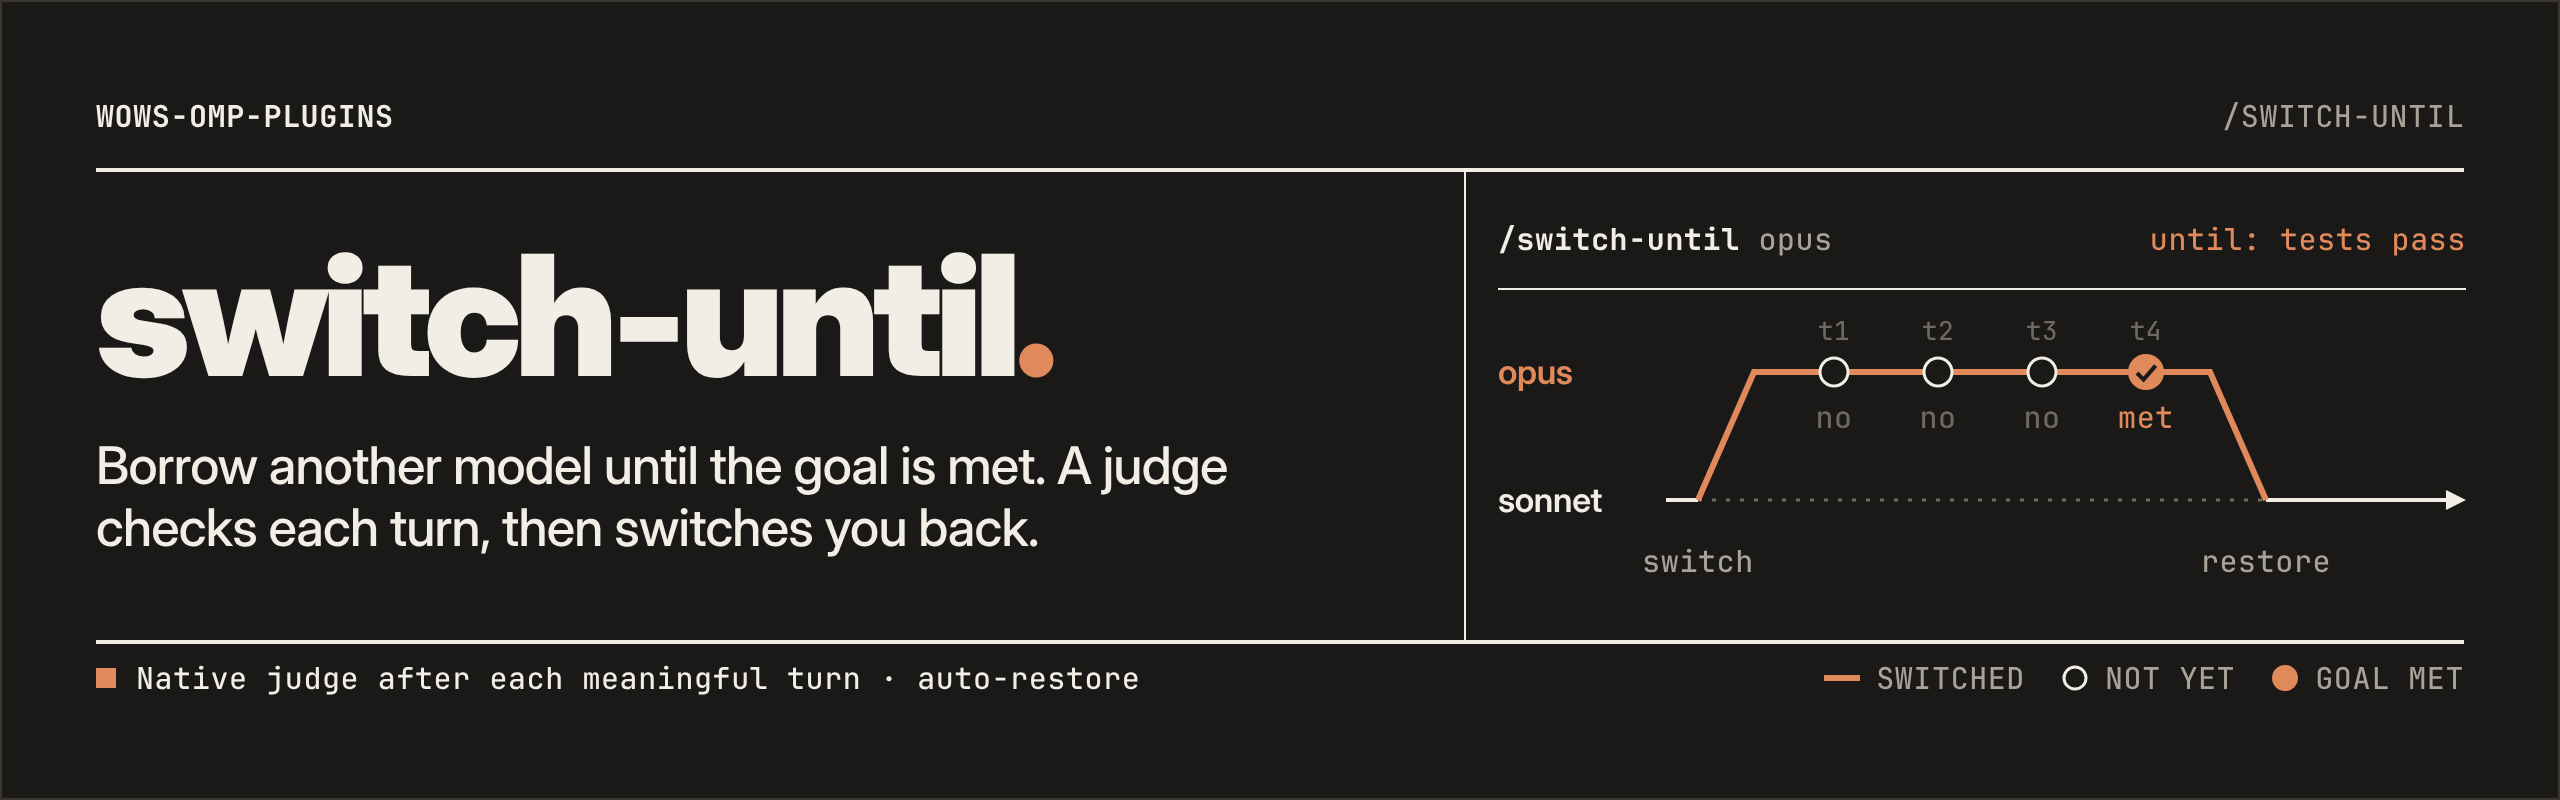 WOWS-OMP-PLUGINS
/SWITCH-UNTIL
switch-until.
Borrow another model until the goal is met. A judge
checks each turn, then switches you back.
/switch-until opus
until: tests pass
t1 t2 t3 t4
opus
no no no met
sonnet
switch
restore
Native judge after each meaningful turn · auto-restore
SWITCHED NOT YET GOAL MET